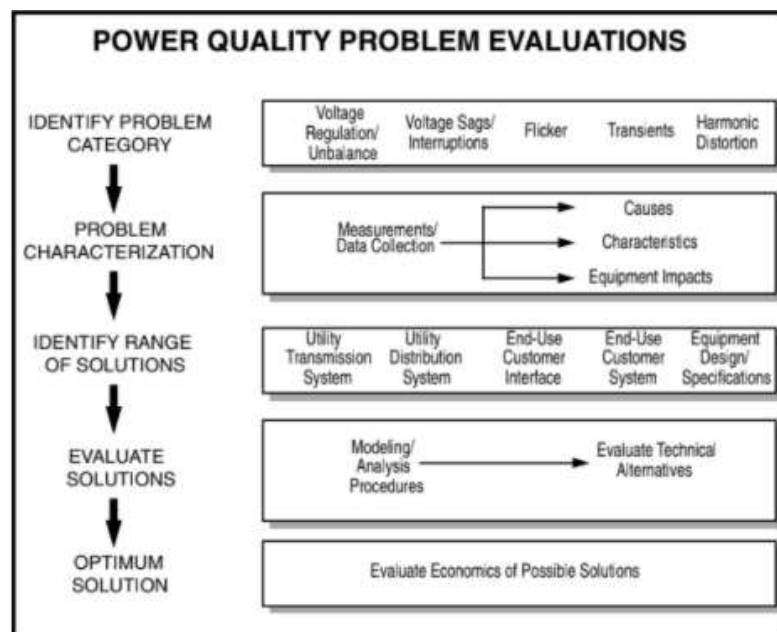 POWER QUALITY PROBLEM EVALUATIONS
IDENTIFY PROBLEM
CATEGORY
Voltage
Regulation/
Unbalance
Voltage Sags/
Interruptions
Flicker
Transients
Harmonic
Distortion
PROBLEM
CHARACTERIZATION
Measurements/
Data Collection
Causes
Characteristics
Equipment Impacts
IDENTIFY RANGE
OF SOLUTIONS
Utility
Transmission
System
Utility
Distribution
System
End-Use
Customer
Interface
End-Use
Customer
System
Equipment
Design/
Specifications
EVALUATE
SOLUTIONS
Modeling/
Analysis
Procedures
Evaluate Technical
Alternatives
OPTIMUM
SOLUTION
Evaluate Economics of Possible Solutions